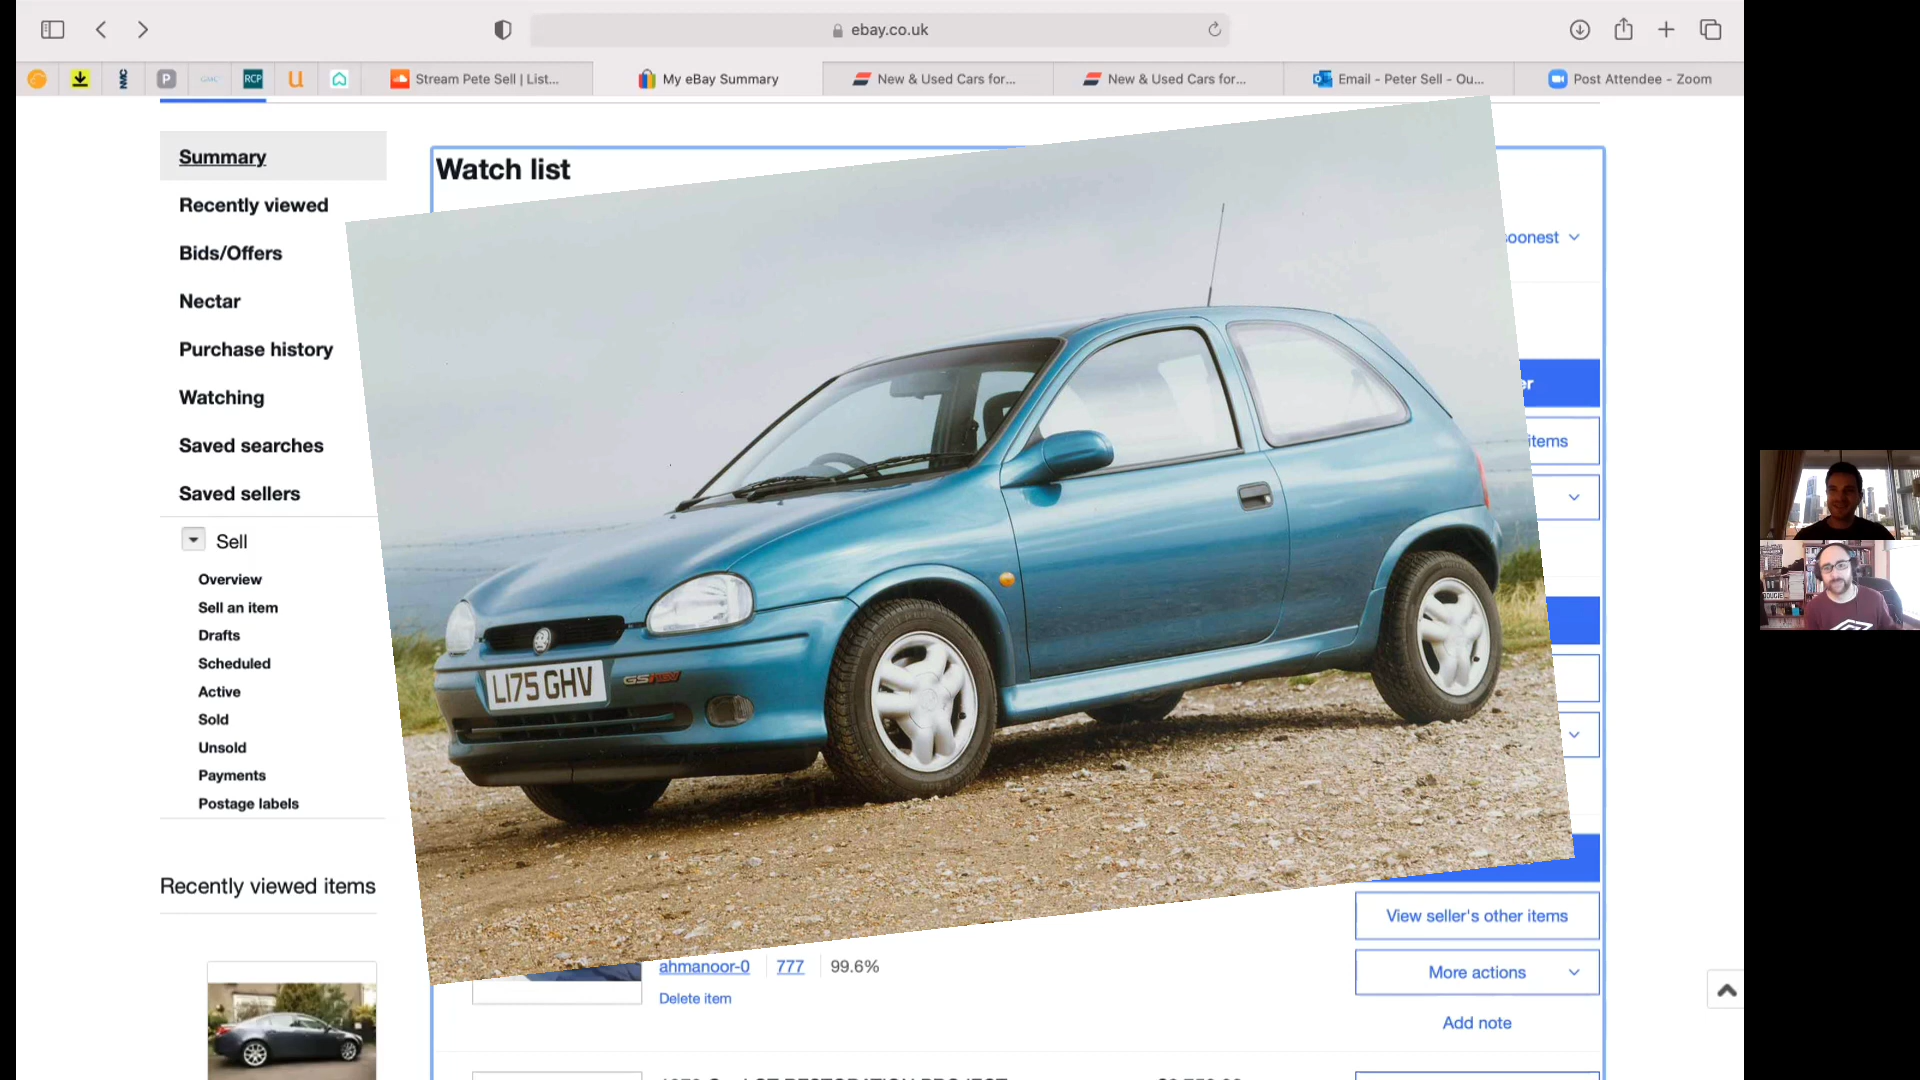 ebay.co.uk
Stream Pete Sell | List...
My eBay Summary
New & Used Cars for...
New & Used Cars for...
Email - Peter Sell - Ou...
Post Attendee - Zoom
P
RCP
Summary
Recently viewed
Bids/Offers
Nectar
Purchase history
Watching
Saved searches
Saved sellers
Sell
Overview
Sell an item
Drafts
Scheduled
Active
Sold
Unsold
Payments
Postage labels
Recently viewed items
Watch list
soonest
er
items
L175 GHV
View seller's other items
ahmanoor-0 777 99.6%
More actions
Delete item
Add note